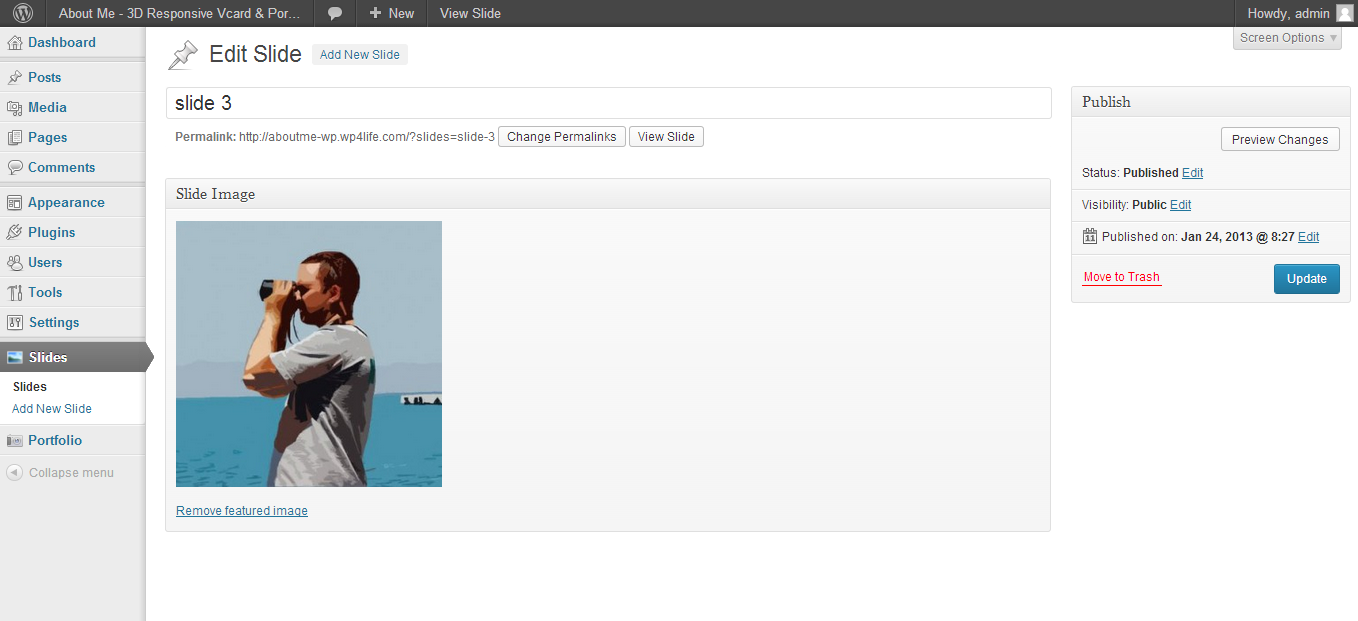 About Me - 3D Responsive Vcard & Por...
New
View Slide
Howdy, admin
Screen Options
Dashboard
Posts
Media
Pages
Comments
Appearance
Plugins
Users
Tools
Settings
Slides
Slides
Add New Slide
Portfolio
Collapse menu
Edit Slide
Add New Slide
slide 3
Permalink: http://aboutme-wp.wp4life.com/?slides=slide-3
Change Permalinks
View Slide
Slide Image
Remove featured image
Publish
Preview Changes
Status: Published Edit
Visibility: Public Edit
11
Published on: Jan 24, 2013 @ 8:27 Edit
Move to Trash
Update